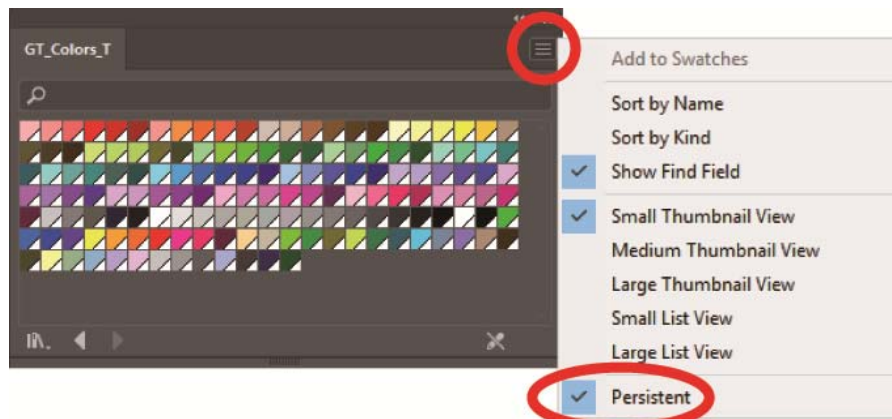 GT_Colors_T
Add to Swatches
Sort by Name
Sort by Kind
Show Find Field
Small Thumbnail View
Medium Thumbnail View
Large Thumbnail View
Small List View
Large List View
Persistent